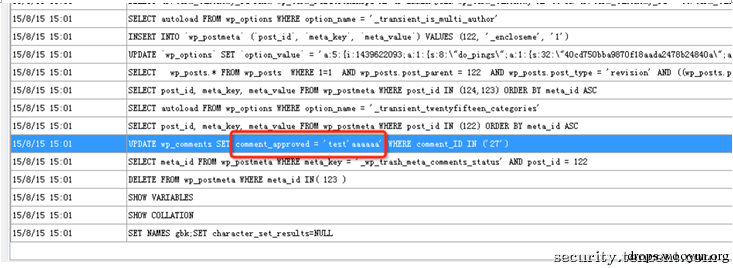 15/8/15 15:01 SELECT autoload FROM wp_options WHERE option_name = '_transient_is_multi_author'
15/8/15 15:01 INSERT INTO `wp_postmeta` (`post_id`, `meta_key`, `meta_value`) VALUES (122, '_encloseme', '1')
15/8/15 15:01 UPDATE `wp_options` SET `option_value` = 'a:5:{i:1439622093;a:1:{s:8:\"do_pings\";a:1:{s:32:\"40cd750bba9870f18aada2478b24840a\";a
15/8/15 15:01 SELECT wp_posts.* FROM wp_posts WHERE 1=1 AND wp_posts.post_parent = 122 AND wp_posts.post_type = 'revision' AND ((wp_posts.p
15/8/15 15:01 SELECT post_id, meta_key, meta_value FROM wp_postmeta WHERE post_id IN (124,123) ORDER BY meta_id ASC
15/8/15 15:01 SELECT autoload FROM wp_options WHERE option_name = '_transient_twentyfifteen_categories'
15/8/15 15:01 SELECT post_id, meta_key, meta_value FROM wp_postmeta WHERE post_id IN (122) ORDER BY meta_id ASC
15/8/15 15:01 UPDATE wp_comments SET comment_approved = 'test'aaaaaa' WHERE comment_ID IN ('27')
15/8/15 15:01 SELECT meta_id FROM wp_postmeta WHERE meta_key = '_wp_trash_meta_comments_status' AND post_id = 122
15/8/15 15:01 DELETE FROM wp_postmeta WHERE meta_id IN( 123 )
15/8/15 15:01 SHOW VARIABLES
15/8/15 15:01 SHOW COLLATION
15/8/15 15:01 SET NAMES gbk;SET character_set_results=NULL